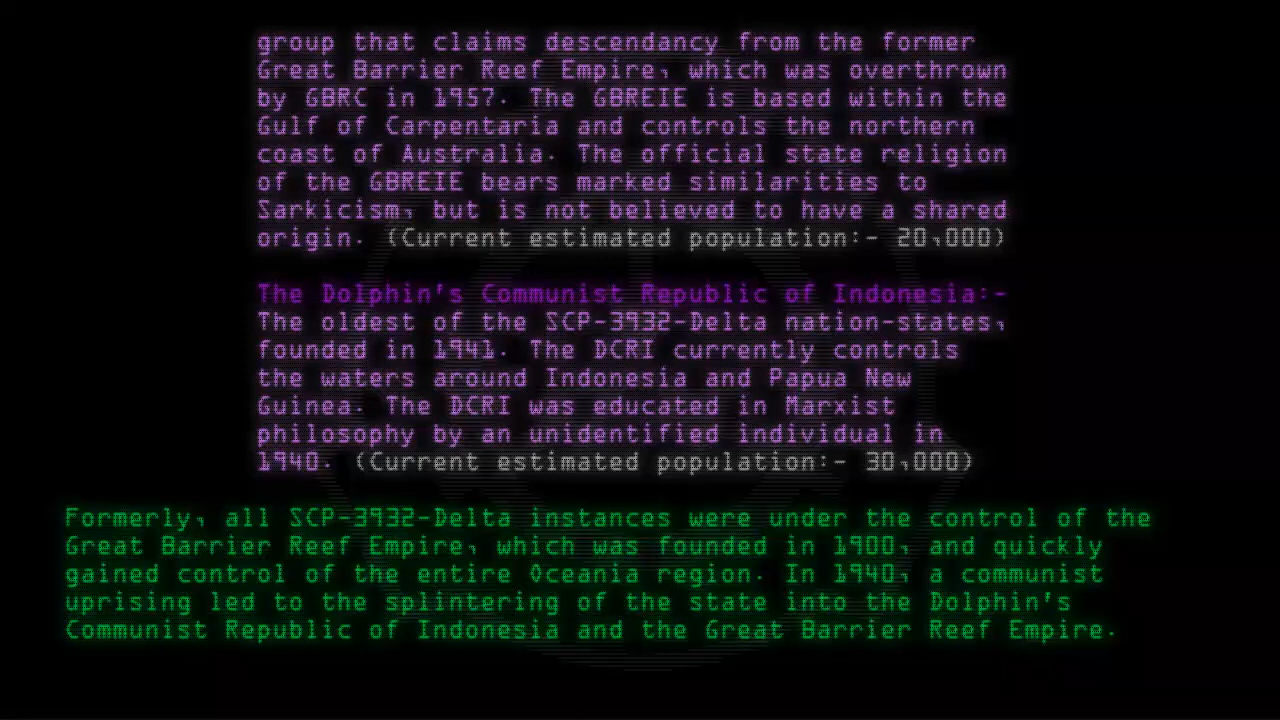 group that claims descendancy from the former
Great Barrier Reef Empire, which was overthrown
by GBRC in 1957. The GBREIE is based within the
Gulf of Carpentaria and controls the northern
coast of Australia. The official state religion
of the GBREIE bears marked similarities to
Sarkicism, but is not believed to have a shared
origin. (Current estimated population:- 20,000)
The Dolphin's Communist Republic of Indonesia:-
The oldest of the SCP-3932-Delta nation-states,
founded in 1941. The DCRI currently controls
the waters around Indonesia and Papua New
Guinea. The DCRI was educated in Marxist
philosophy by an unidentified individual in
1940. (Current estimated population:- 30,000)
Formerly, all SCP-3932-Delta instances were under the control of the
Great Barrier Reef Empire, which was founded in 1900, and quickly
gained control of the entire Oceania region. In 1940, a communist
uprising led to the splintering of the state into the Dolphin's
Communist Republic of Indonesia and the Great Barrier Reef Empire.